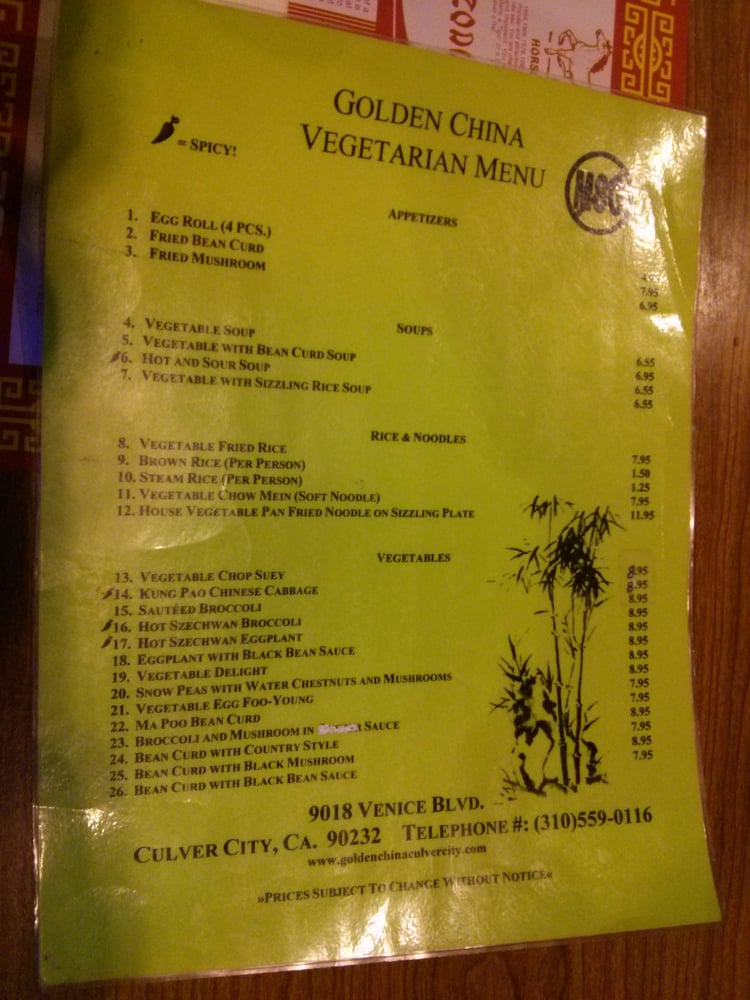 GOLDEN CHINA
VEGETARIAN MENU
= SPICY!
MSG
APPETIZERS
1. EGG ROLL (4 PCS.)
2. FRIED BEAN CURD 7.95
3. FRIED MUSHROOM 6.95
SOUPS
4. VEGETABLE SOUP 6.55
5. VEGETABLE WITH BEAN CURD SOUP 6.95
6. HOT AND SOUR SOUP 6.55
7. VEGETABLE WITH SIZZLING RICE SOUP 6.55
RICE & NOODLES
8. VEGETABLE FRIED RICE 7.95
9. BROWN RICE (PER PERSON) 1.50
10. STEAM RICE (PER PERSON) 1.25
11. VEGETABLE CHOW MEIN (SOFT NOODLE) 7.95
12. HOUSE VEGETABLE PAN FRIED NOODLE ON SIZZLING PLATE 11.95
VEGETABLES
13. VEGETABLE CHOP SUEY 8.95
14. KUNG PAO CHINESE CABBAGE 8.95
15. SAUTÉED BROCCOLI 8.95
16. HOT SZECHWAN BROCCOLI 8.95
17. HOT SZECHWAN EGGPLANT 8.95
18. EGGPLANT WITH BLACK BEAN SAUCE 8.95
19. VEGETABLE DELIGHT 8.95
20. SNOW PEAS WITH WATER CHESTNUTS AND MUSHROOMS 8.95
21. VEGETABLE EGG FOO-YOUNG 7.95
22. MA POO BEAN CURD 7.95
23. BROCCOLI AND MUSHROOM IN SAUCE 8.95
24. BEAN CURD WITH COUNTRY STYLE 7.95
25. BEAN CURD WITH BLACK MUSHROOM 8.95
26. BEAN CURD WITH BLACK BEAN SAUCE 7.95
9018 VENICE BLVD.
CULVER CITY, CA. 90232 TELEPHONE #: (310)559-0116
www.goldenchinaculvercity.com
»PRICES SUBJECT TO CHANGE WITHOUT NOTICE«